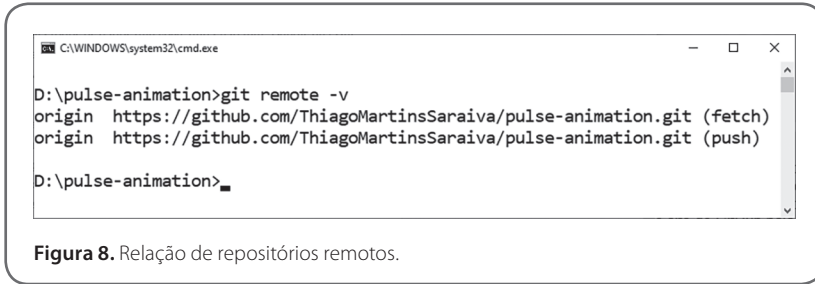 C:\WINDOWS\system32\cmd.exe
D:\pulse-animation>git remote -v
origin  https://github.com/ThiagoMartinsSaraiva/pulse-animation.git (fetch)
origin  https://github.com/ThiagoMartinsSaraiva/pulse-animation.git (push)
D:\pulse-animation>
Figura 8. Relação de repositórios remotos.